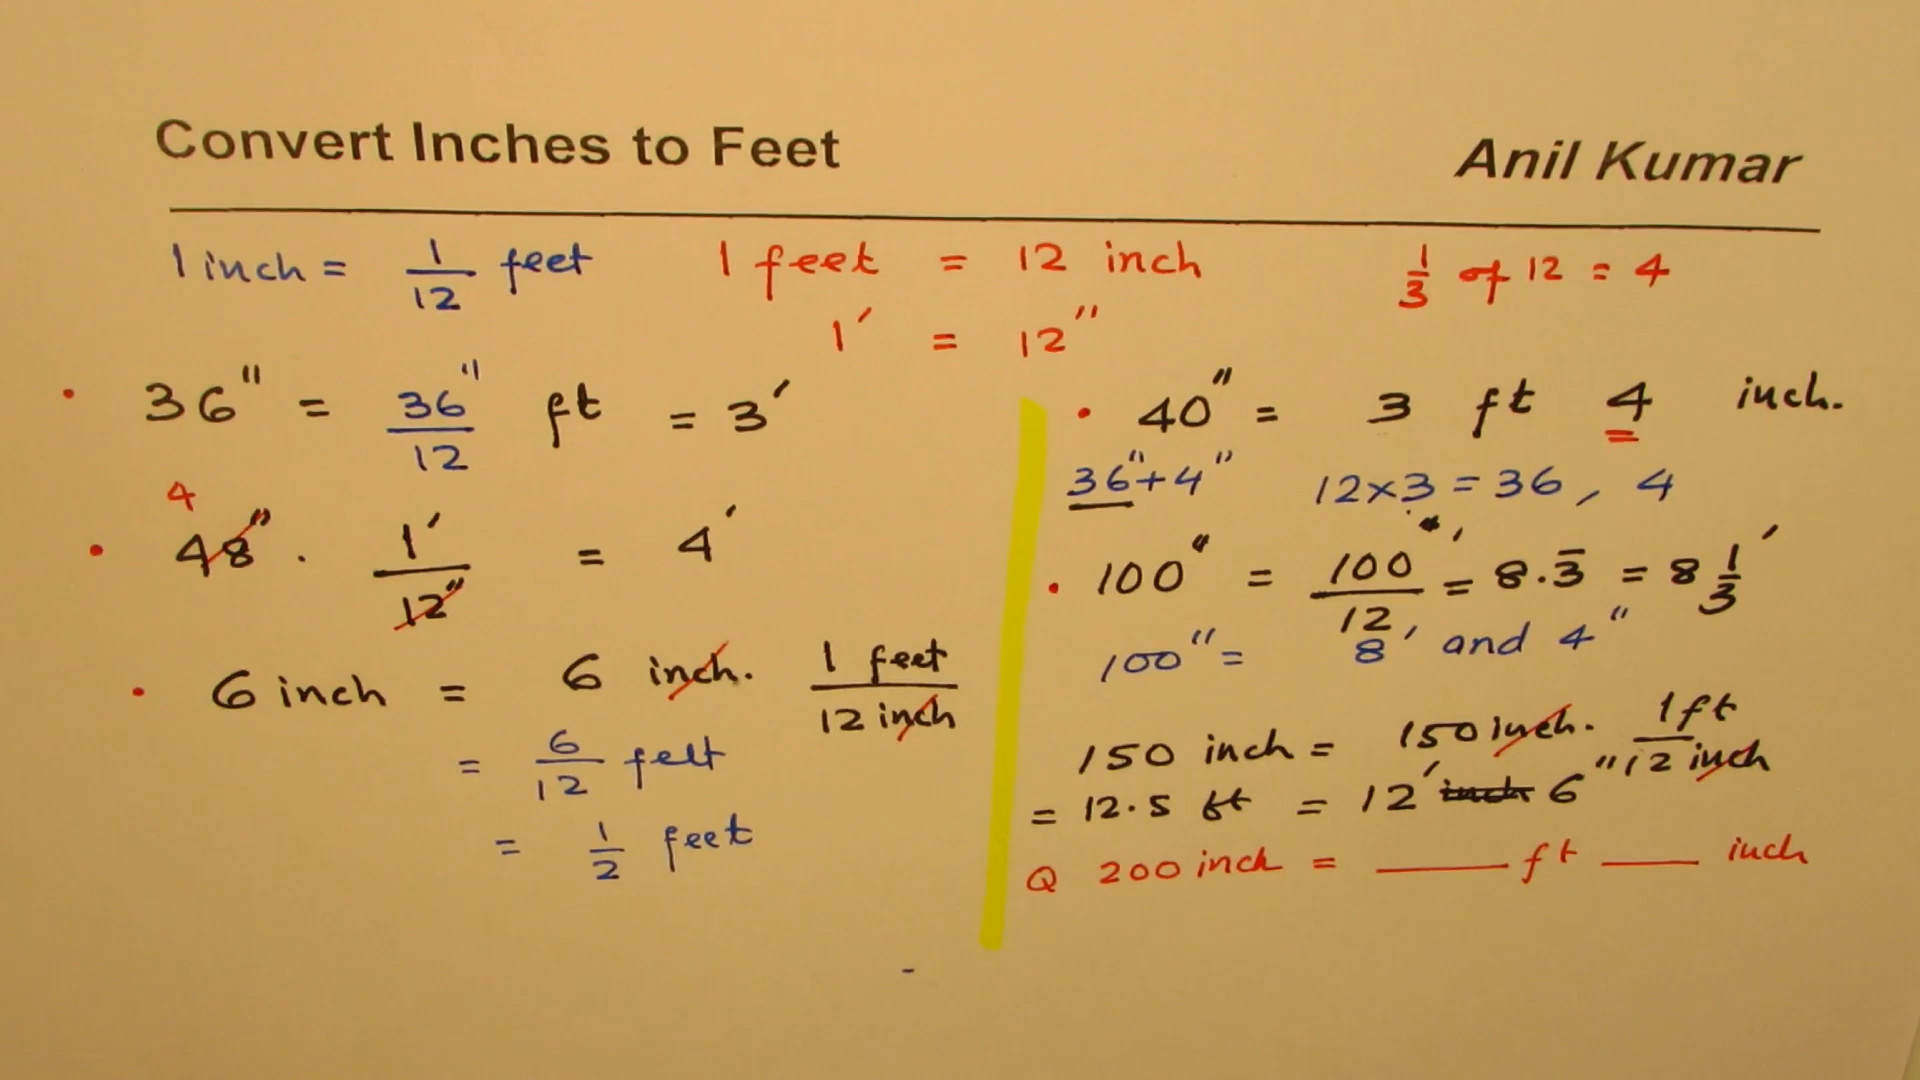 Convert Inches to Feet
Anil Kumar
1 inch = 1/12 feet
1 feet = 12 inch
1' = 12"
1/3 of 12 = 4
• 36" = 36"/12 ft = 3'
4
• 48" . 1'/12" = 4'
• 6 inch = 6 inch. 1 feet/12 inch
= 6/12 feet
= 1/2 feet
• 40" = 3 ft 4 inch.
36"+4" 12×3 = 36, 4
• 100" = 100/12' = 8.3̄ = 8 1/3'
100" = 8' and 4"
150 inch = 150 inch. 1ft/12 inch
= 12.5 ft = 12' inch 6"
Q 200 inch = ____ ft ____ inch